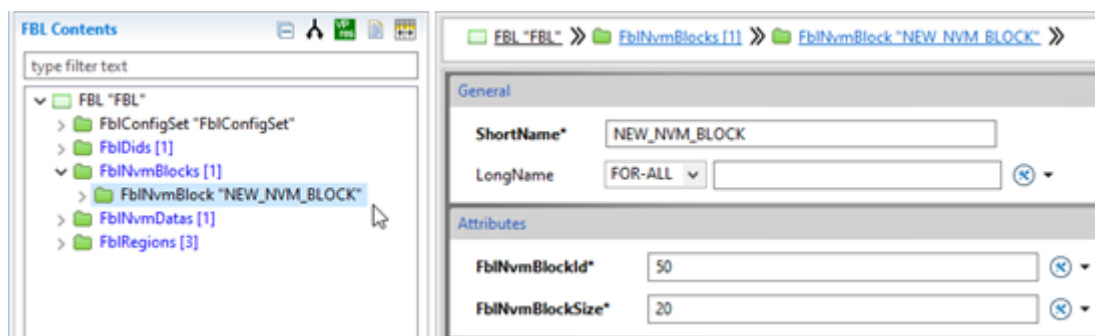 FBL Contents
type filter text
FBL "FBL"
FblConfigSet "FblConfigSet"
FblDids [1]
FblNvmBlocks [1]
FblNvmBlock "NEW_NVM_BLOCK"
FblNvmDatas [1]
FblRegions [3]
FBL "FBL" FblNvmBlocks [1] FblNvmBlock "NEW_NVM_BLOCK"
General
ShortName* NEW_NVM_BLOCK
LongName FOR-ALL
Attributes
FblNvmBlockId* 50
FblNvmBlockSize* 20